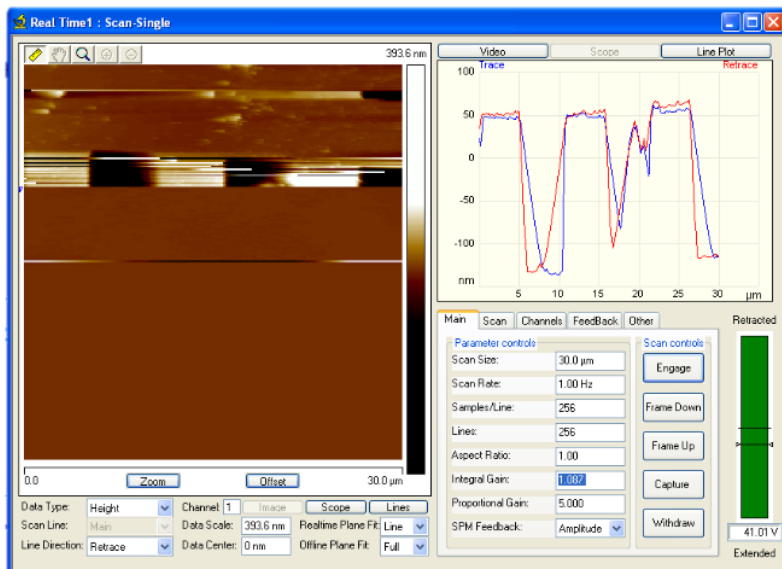 Real Time1 : Scan-Single
393.6 nm
Video Scope Line Plot
Trace Retrace
100
50
0
-50
-100
nm
5 10 15 20 25 30 µm
Main Scan Channels FeedBack Other
Retracted
Parameter controls
Scan Size: 30.0 µm
Scan Rate: 1.00 Hz
Samples/Line: 256
Lines: 256
Aspect Ratio: 1.00
Integral Gain: 1.087
Proportional Gain: 5.000
SPM Feedback: Amplitude
Scan controls
Engage
Frame Down
Frame Up
Capture
Withdraw
41.01 V
Extended
0.0 Zoom Offset 30.0 µm
Data Type: Height Channel: 1 Image Scope Lines
Scan Line: Main Data Scale: 393.6 nm Realtime Plane Fit: Line
Line Direction: Retrace Data Center: 0 nm Offline Plane Fit: Full